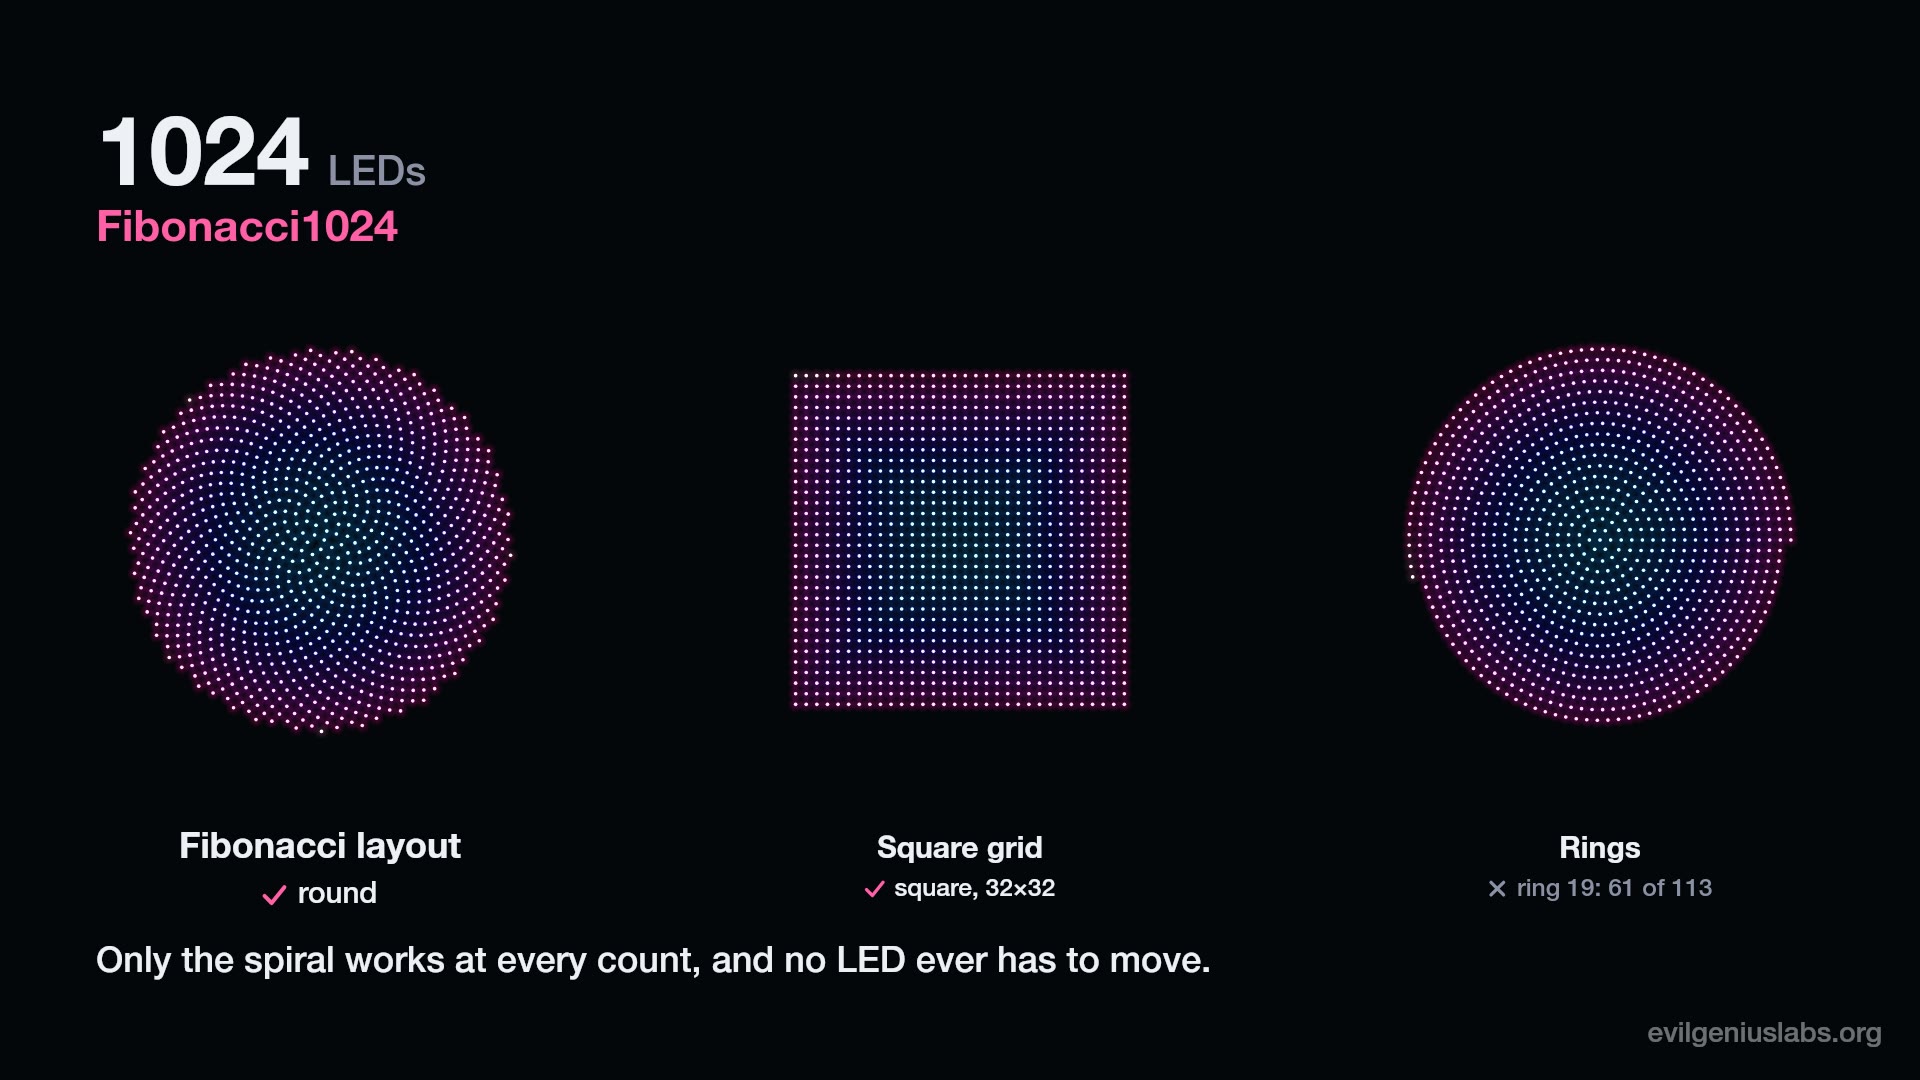 1024 LEDs
Fibonacci1024
Fibonacci layout
✓ round
Square grid
✓ square, 32×32
Rings
✕ ring 19: 61 of 113
Only the spiral works at every count, and no LED ever has to move.
evilgeniuslabs.org